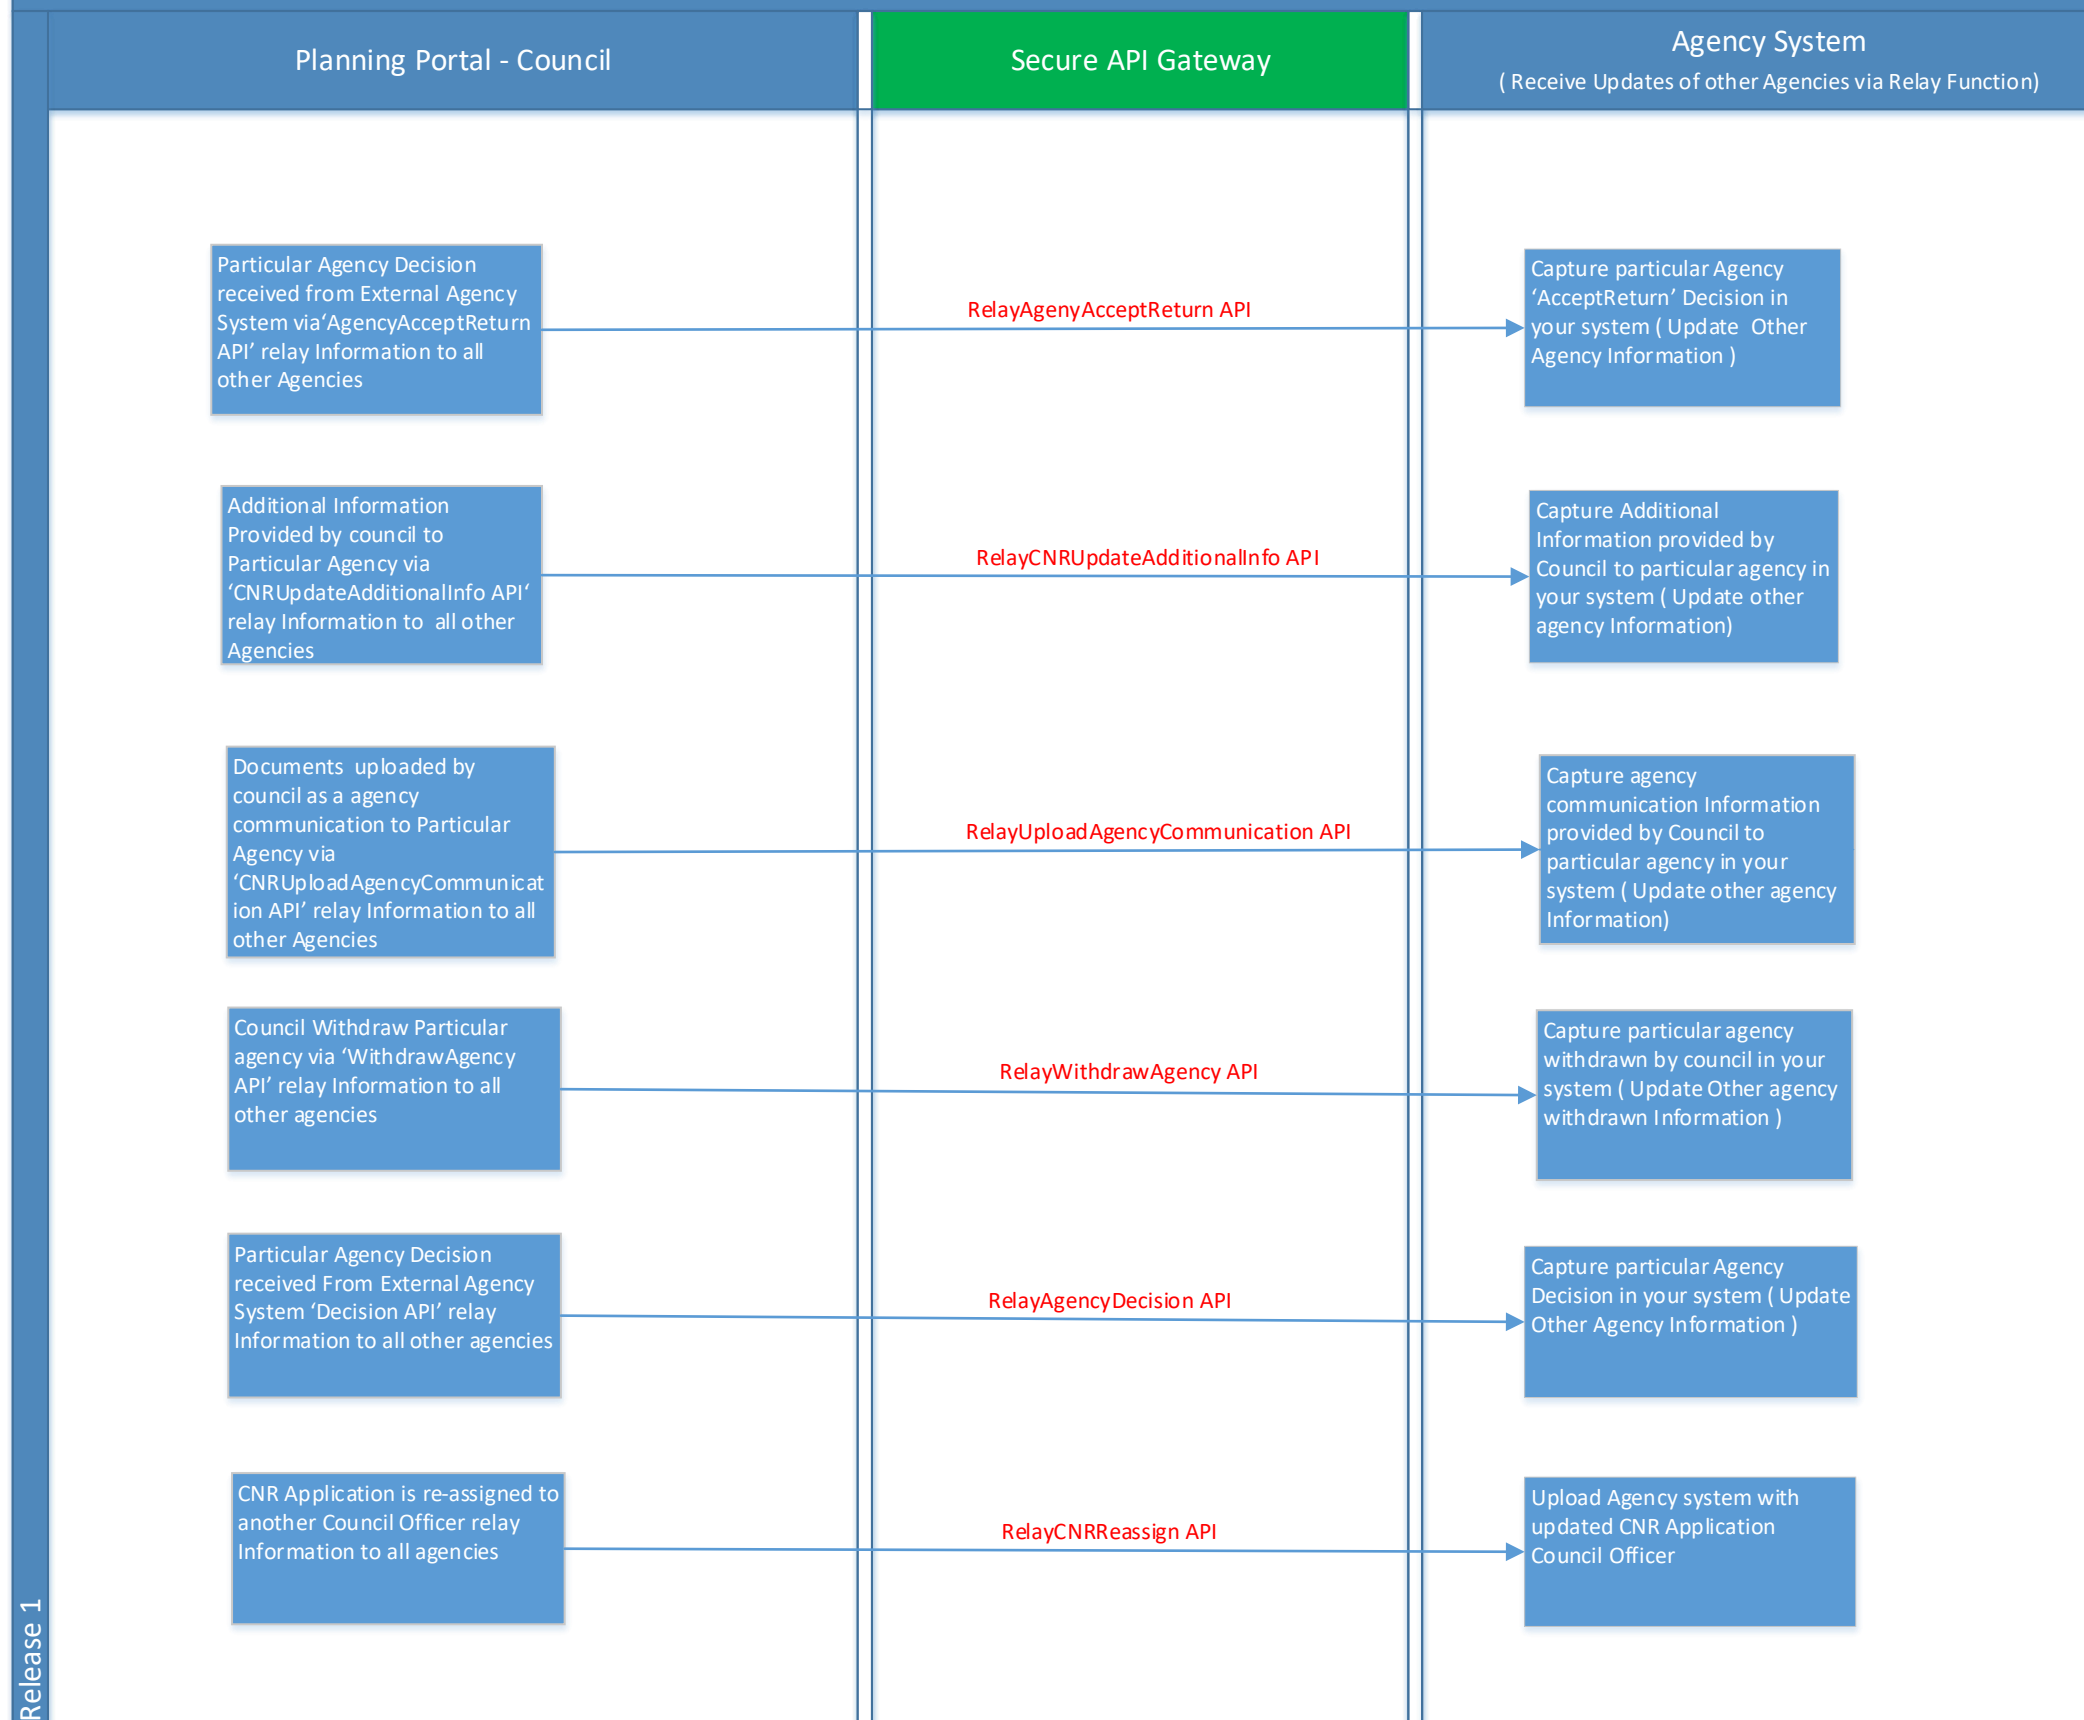 Planning Portal - Council
Secure API Gateway
Agency System
( Receive Updates of other Agencies via Relay Function)
Particular Agency Decision
received from External Agency
System via‘AgencyAcceptReturn
API’ relay Information to all
other Agencies
RelayAgenyAcceptReturn API
Capture particular Agency
‘AcceptReturn’ Decision in
your system ( Update Other
Agency Information )
Additional Information
Provided by council to
Particular Agency via
‘CNRUpdateAdditionalInfo API‘
relay Information to all other
Agencies
RelayCNRUpdateAdditionalInfo API
Capture Additional
Information provided by
Council to particular agency in
your system ( Update other
agency Information)
Documents uploaded by
council as a agency
communication to Particular
Agency via
‘CNRUploadAgencyCommunicat
ion API’ relay Information to all
other Agencies
RelayUploadAgencyCommunication API
Capture agency
communication Information
provided by Council to
particular agency in your
system ( Update other agency
Information)
Council Withdraw Particular
agency via ‘WithdrawAgency
API’ relay Information to all
other agencies
RelayWithdrawAgency API
Capture particular agency
withdrawn by council in your
system ( Update Other agency
withdrawn Information )
Particular Agency Decision
received From External Agency
System ‘Decision API’ relay
Information to all other agencies
RelayAgencyDecision API
Capture particular Agency
Decision in your system ( Update
Other Agency Information )
CNR Application is re-assigned to
another Council Officer relay
Information to all agencies
RelayCNRReassign API
Upload Agency system with
updated CNR Application
Council Officer
Release 1